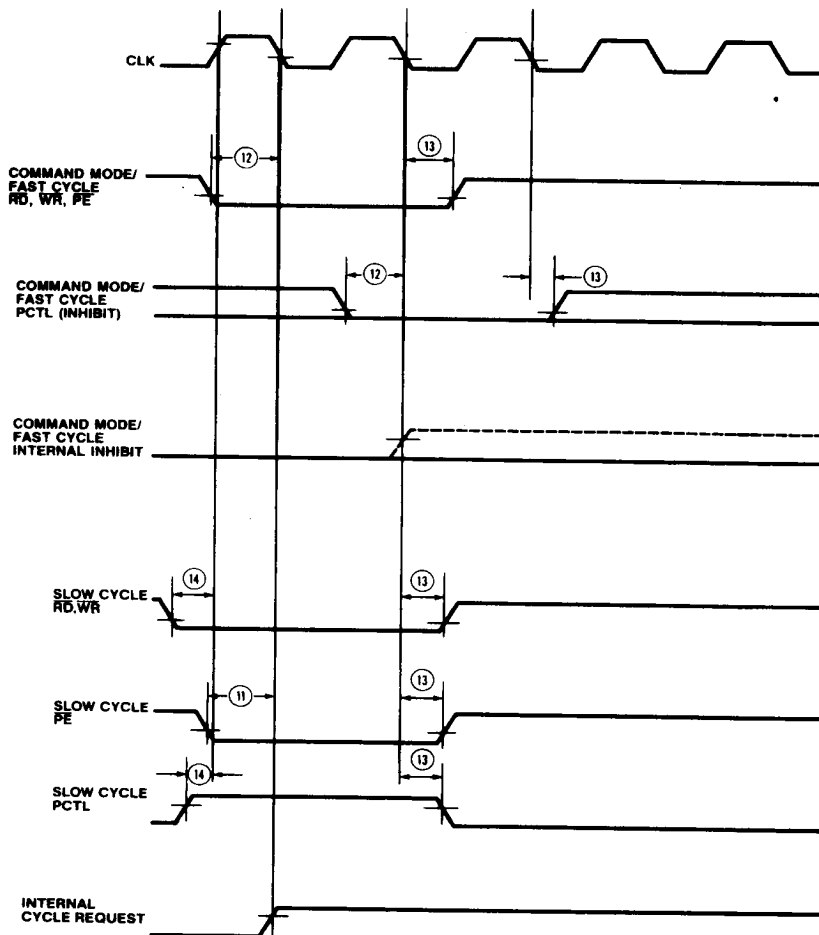 CLK
12
13
COMMAND MODE/
FAST CYCLE
RD, WR, PE
12
13
COMMAND MODE/
FAST CYCLE
PCTL (INHIBIT)
COMMAND MODE/
FAST CYCLE
INTERNAL INHIBIT
14
13
SLOW CYCLE
RD,WR
11
13
SLOW CYCLE
PE
14
13
SLOW CYCLE
PCTL
INTERNAL
CYCLE REQUEST